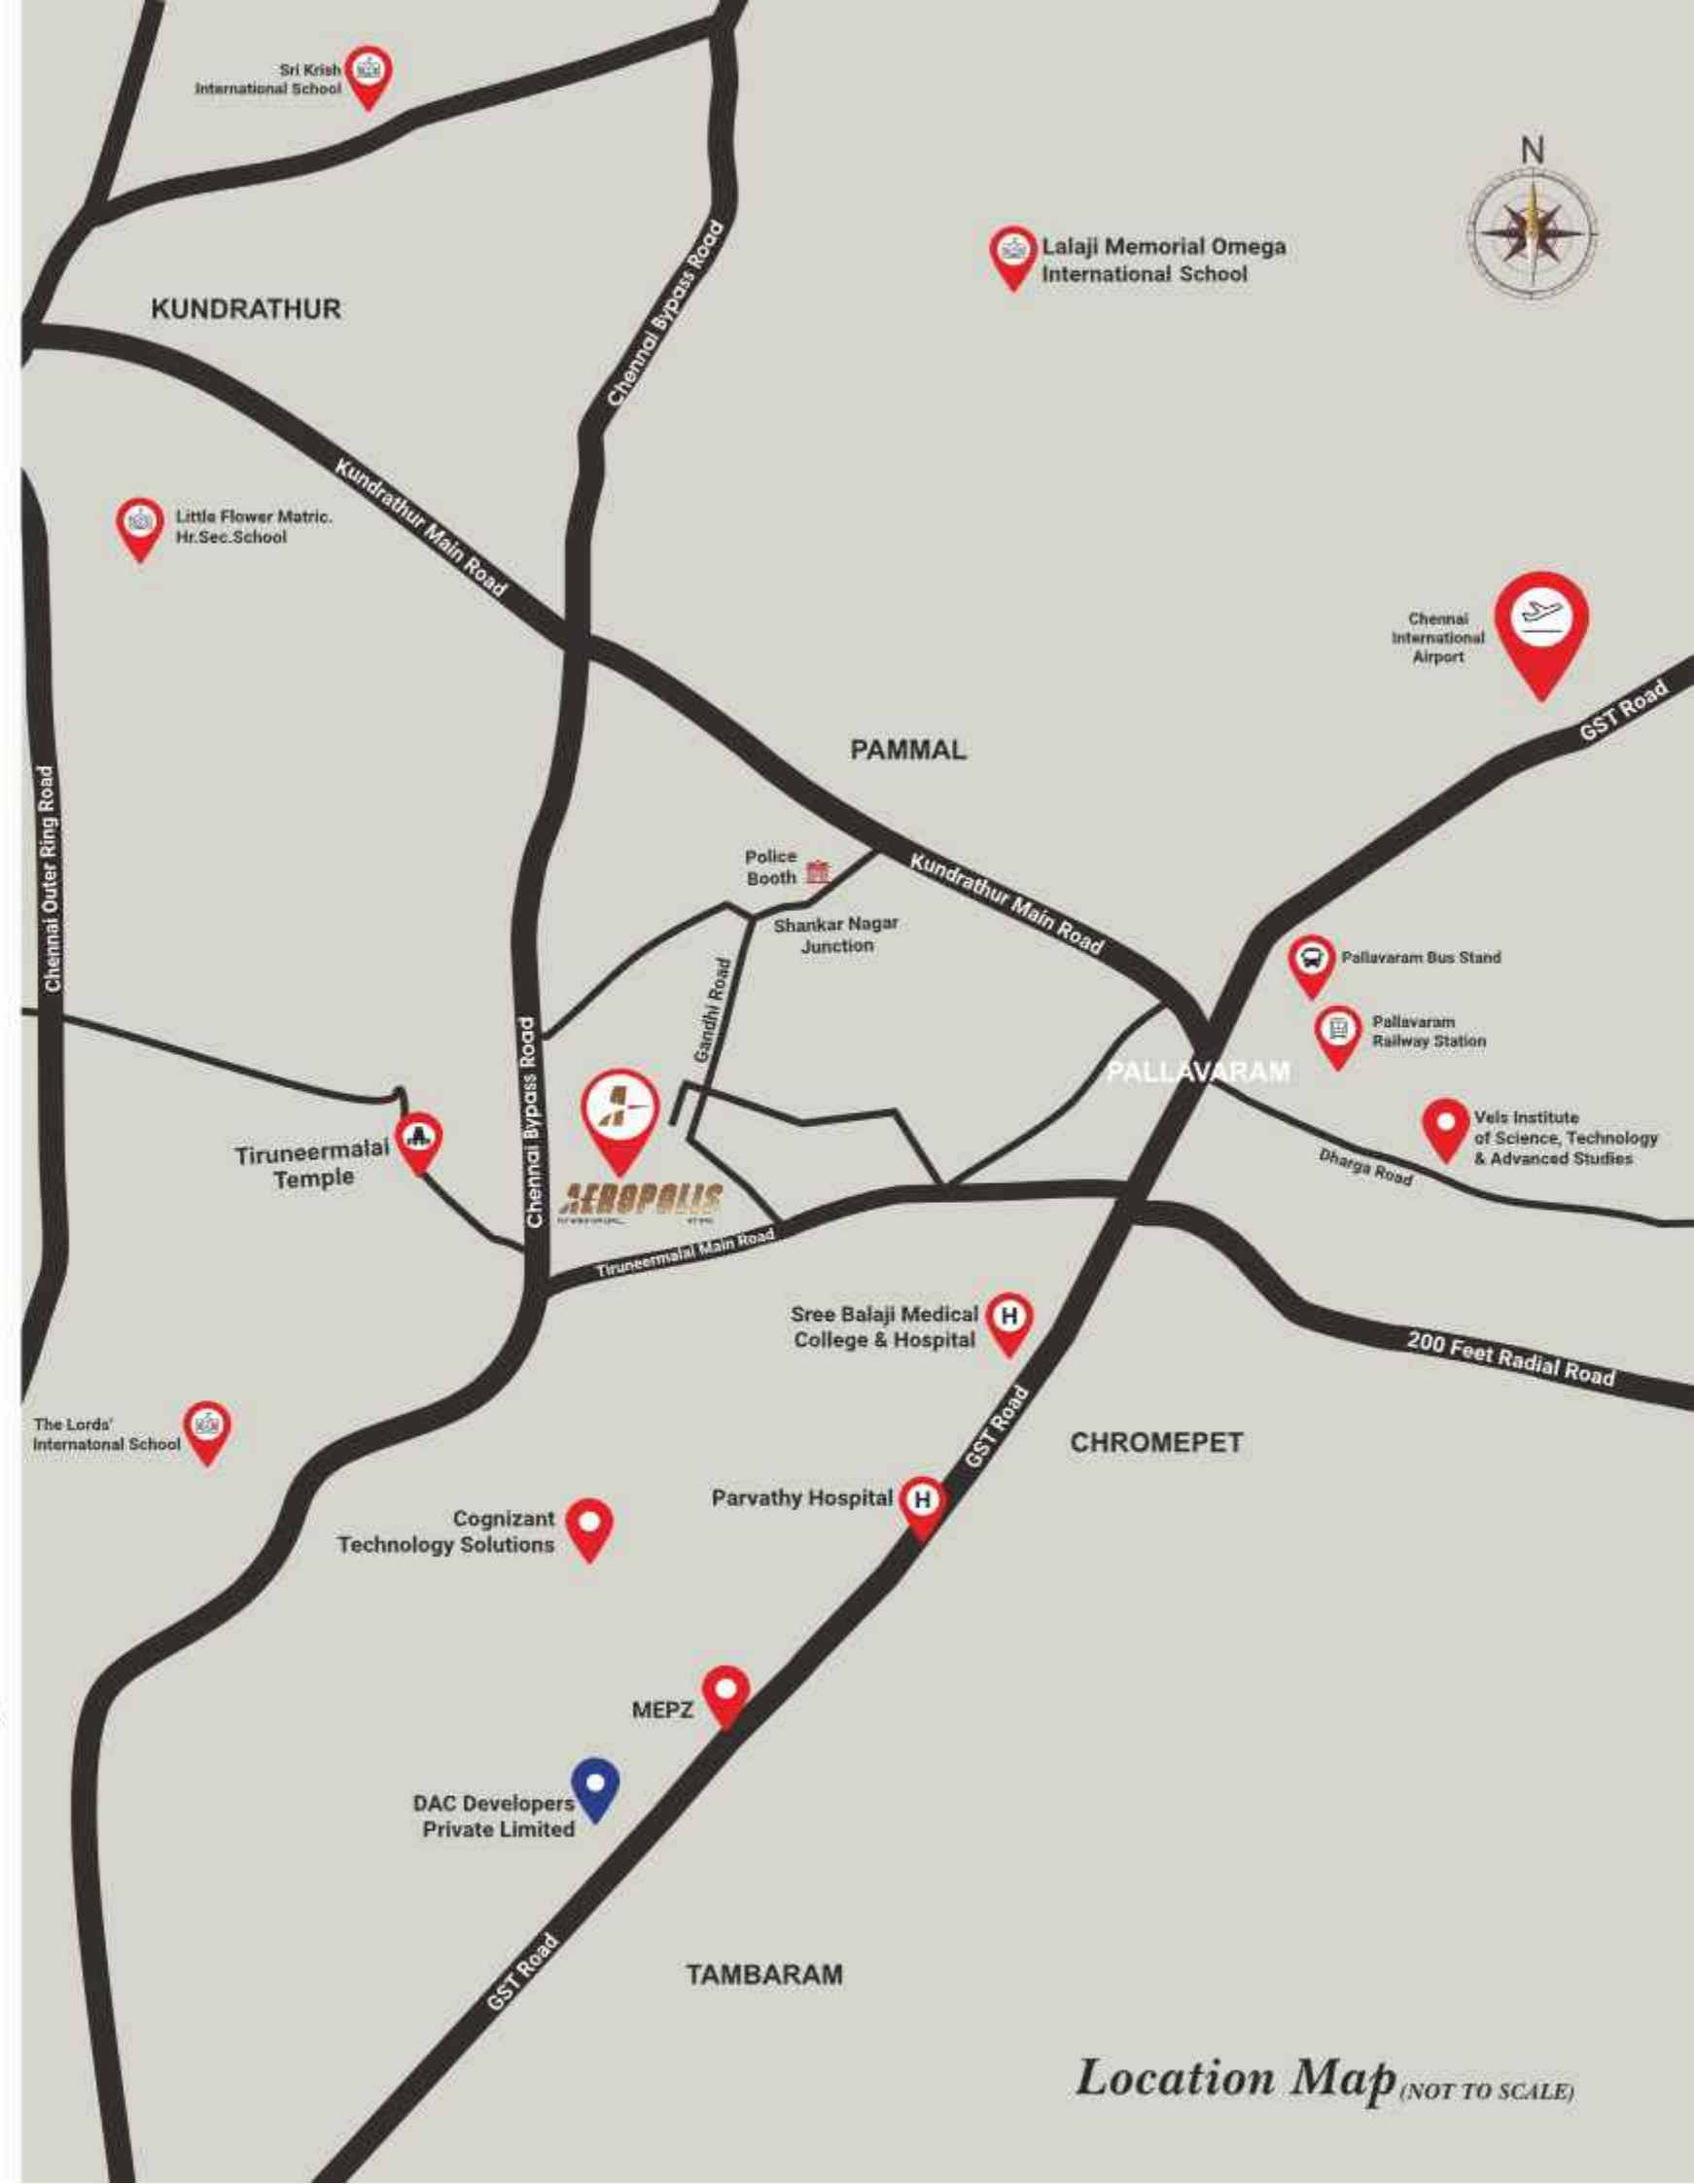 Sri Krish
International School
N
Lalaji Memorial Omega
International School
Chennai Bypass Road
KUNDRATHUR
Kundrathur Main Road
Little Flower Matric.
Hr.Sec.School
Chennai
International
Airport
GST Road
PAMMAL
Chennai Outer Ring Road
Police
Booth
Kundrathur Main Road
Shankar Nagar
Junction
Gandhi Road
Pallavaram Bus Stand
Pallavaram
Railway Station
PALLAVARAM
Chennai Bypass Road
Vels Institute
of Science, Technology
& Advanced Studies
Dharga Road
Tiruneermalai
Temple
AEROPOLIS
Tiruneermalai Main Road
Sree Balaji Medical
College & Hospital
H
200 Feet Radial Road
GST Road
CHROMEPET
The Lords'
Internatonal School
Parvathy Hospital
H
Cognizant
Technology Solutions
MEPZ
DAC Developers
Private Limited
GST Road
TAMBARAM
Location Map (NOT TO SCALE)